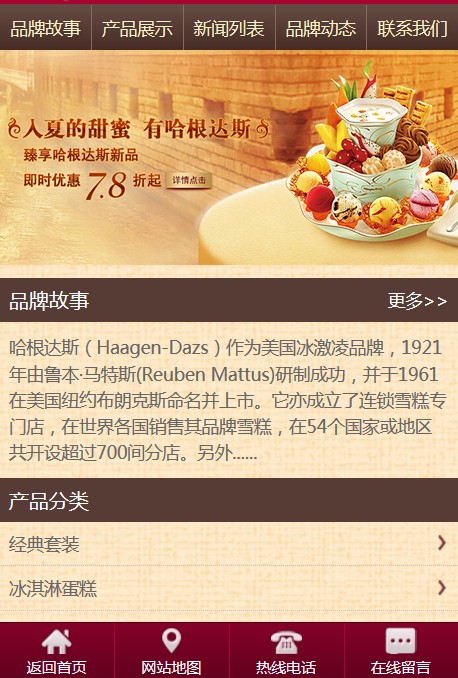 品牌故事 产品展示 新闻列表 品牌动态 联系我们
入夏的甜蜜 有哈根达斯
臻享哈根达斯新品
即时优惠 7.8 折起 详情点击
品牌故事 更多>>
哈根达斯（Haagen-Dazs）作为美国冰激凌品牌，1921
年由鲁本·马特斯(Reuben Mattus)研制成功，并于1961
在美国纽约布朗克斯命名并上市。它亦成立了连锁雪糕专
门店，在世界各国销售其品牌雪糕，在54个国家或地区
共开设超过700间分店。另外......
产品分类
经典套装
冰淇淋蛋糕
返回首页 网站地图 热线电话 在线留言